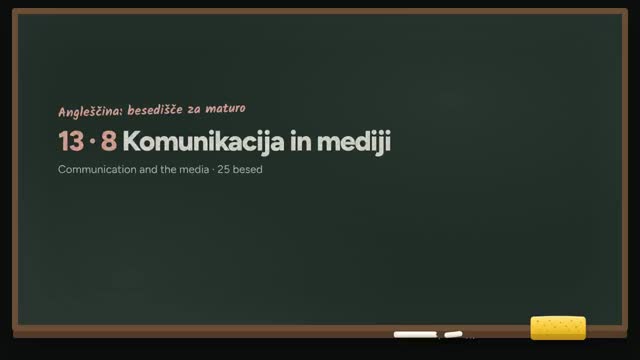 Angleščina: besedišče za maturo
13 · 8 Komunikacija in mediji
Communication and the media · 25 besed